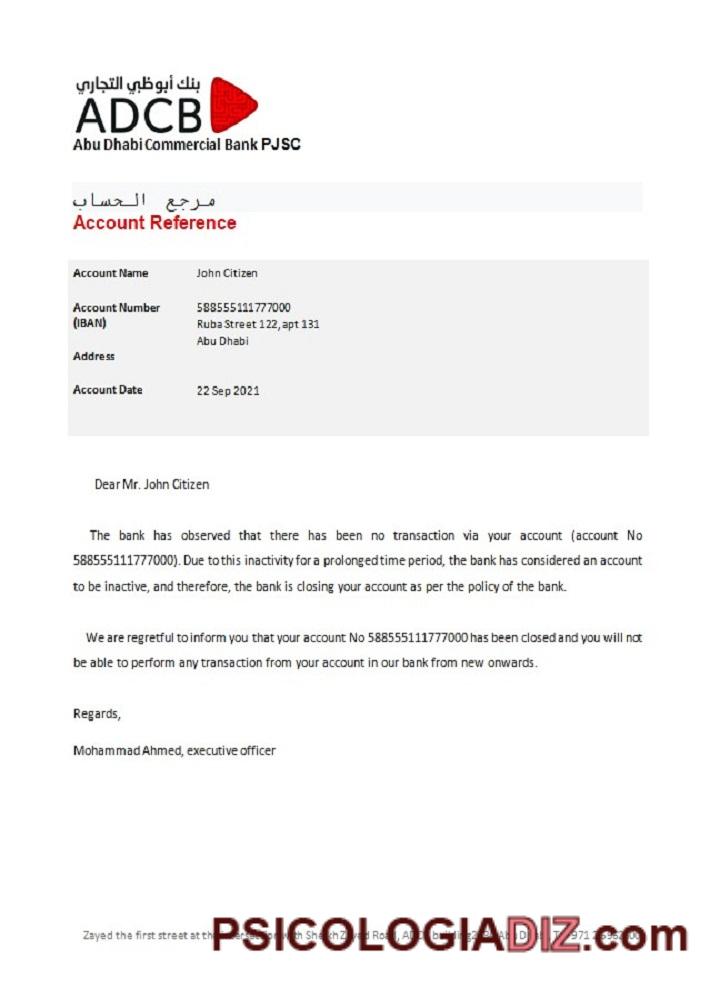 بنك أبوظبي التجاري
ADCB
Abu Dhabi Commercial Bank PJSC
مرجع الحساب
Account Reference
Account Name John Citizen
Account Number 588555111777000
(IBAN) Ruba Street 122, apt 131
Abu Dhabi
Address
Account Date 22 Sep 2021
Dear Mr. John Citizen
The bank has observed that there has been no transaction via your account (account No
588555111777000). Due to this inactivity for a prolonged time period, the bank has considered an account
to be inactive, and therefore, the bank is closing your account as per the policy of the bank.
We are regretful to inform you that your account No 588555111777000 has been closed and you will not
be able to perform any transaction from your account in our bank from new onwards.
Regards,
Mohammad Ahmed, executive officer
Zayed the first street at the intersection with Sheikh Zayed Road, ADCB building
PSICOLOGIADIZ.com